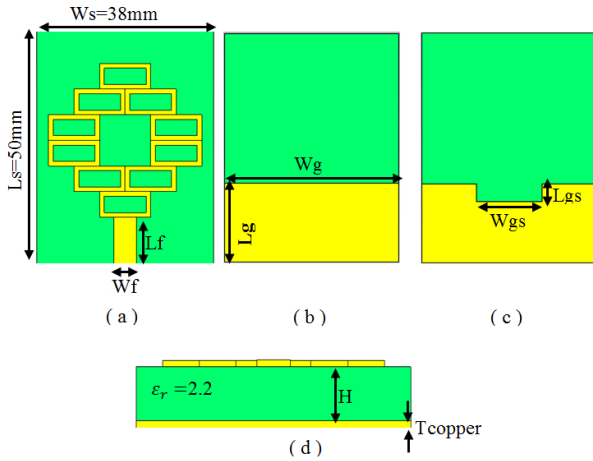 Ws=38mm
Ls=50mm
Lf
Wf
( a )
Wg
Lg
( b )
Lgs
Wgs
( c )
εr =2.2
H
Tcopper
( d )